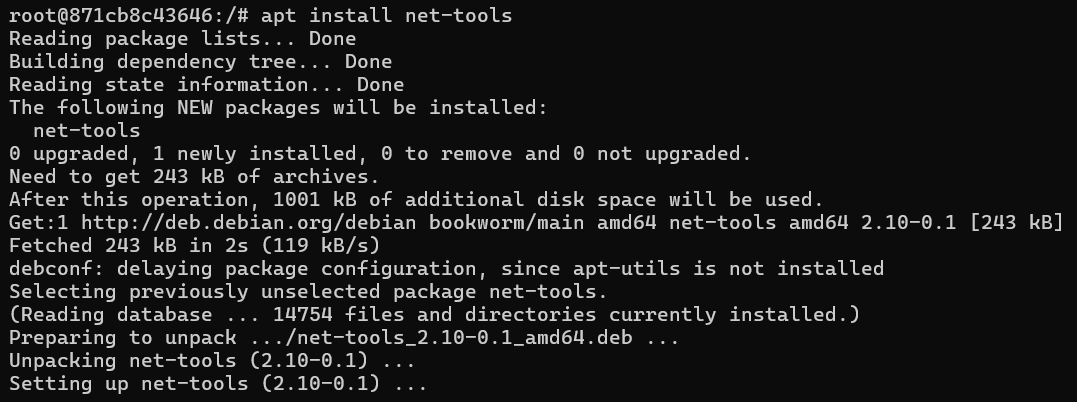 root@871cb8c43646:/# apt install net-tools
Reading package lists... Done
Building dependency tree... Done
Reading state information... Done
The following NEW packages will be installed:
  net-tools
0 upgraded, 1 newly installed, 0 to remove and 0 not upgraded.
Need to get 243 kB of archives.
After this operation, 1001 kB of additional disk space will be used.
Get:1 http://deb.debian.org/debian bookworm/main amd64 net-tools amd64 2.10-0.1 [243 kB]
Fetched 243 kB in 2s (119 kB/s)
debconf: delaying package configuration, since apt-utils is not installed
Selecting previously unselected package net-tools.
(Reading database ... 14754 files and directories currently installed.)
Preparing to unpack .../net-tools_2.10-0.1_amd64.deb ...
Unpacking net-tools (2.10-0.1) ...
Setting up net-tools (2.10-0.1) ...